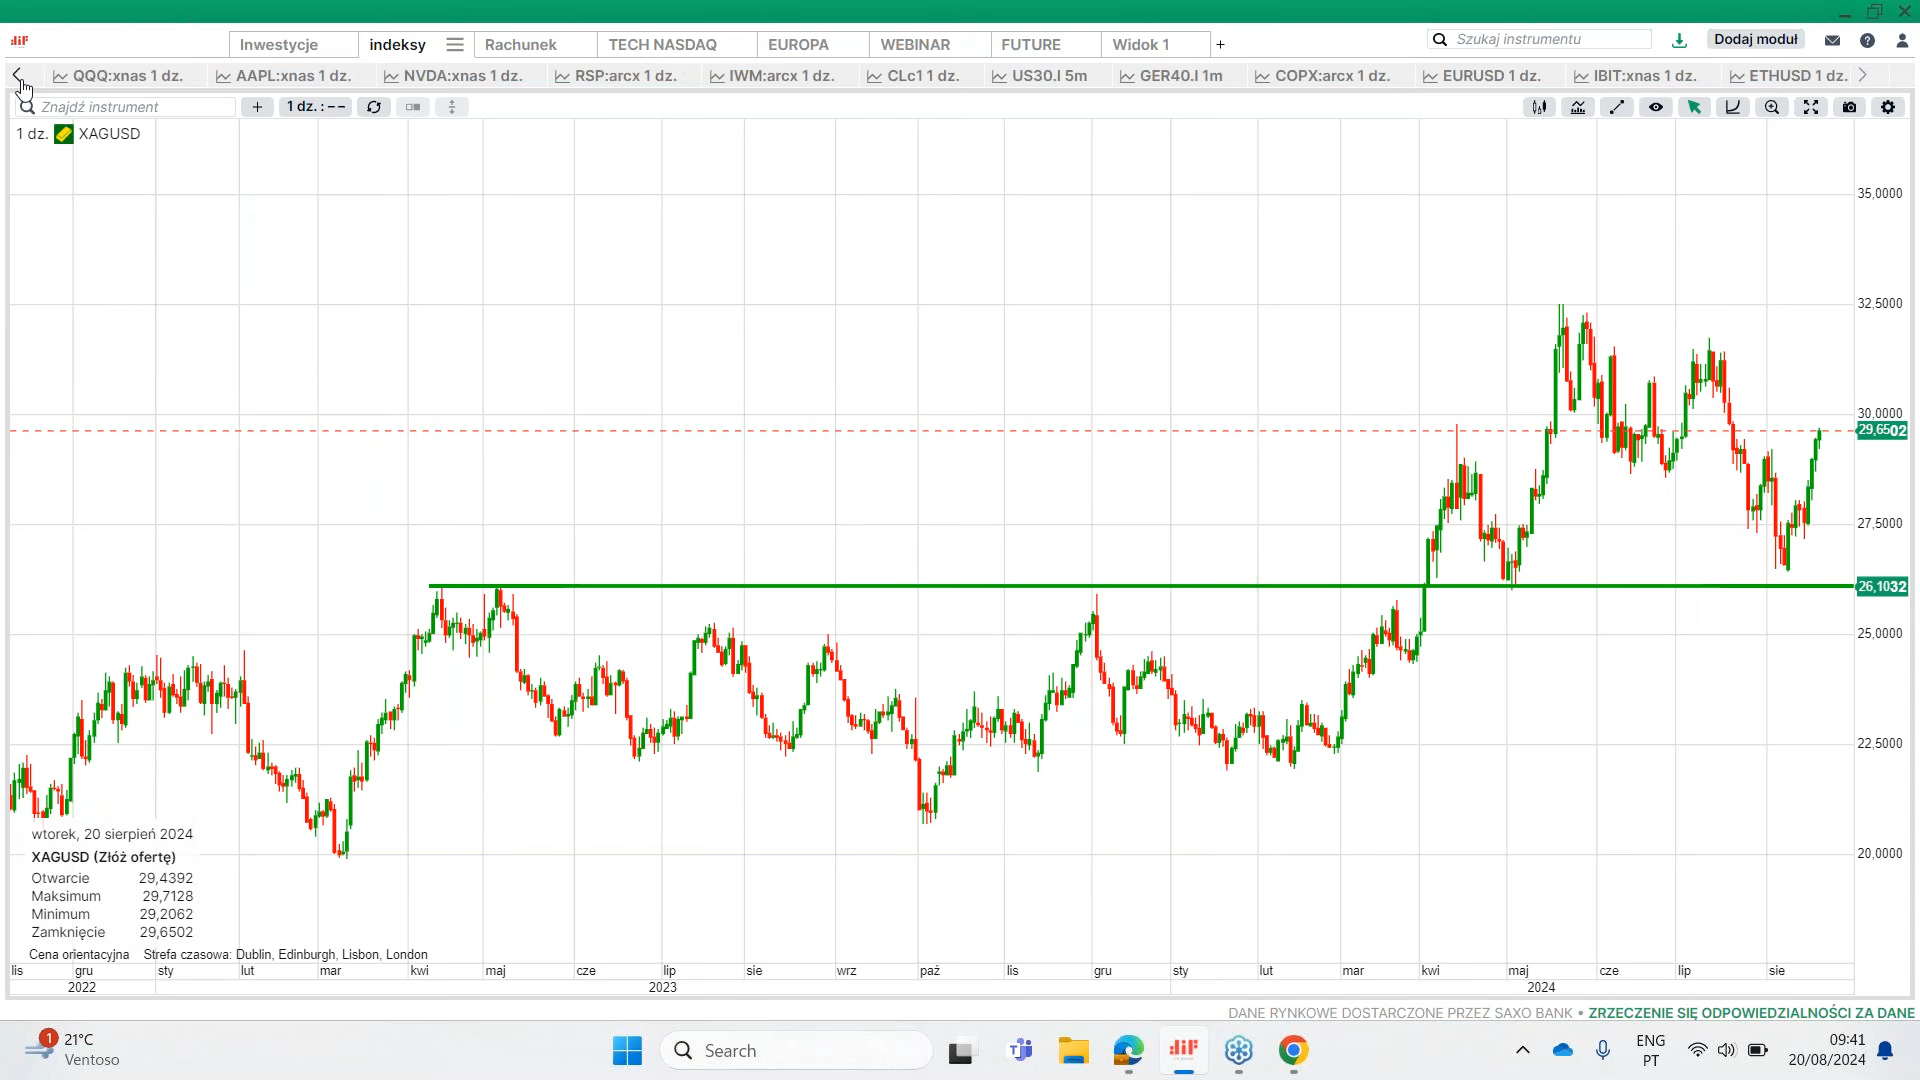 DiF
Inwestycje
indeksy
Rachunek
TECH NASDAQ
EUROPA
WEBINAR
FUTURE
Widok 1
+
Szukaj instrumentu
Dodaj moduł
QQQ:xnas 1 dz.
AAPL:xnas 1 dz.
NVDA:xnas 1 dz.
RSP:arcx 1 dz.
IWM:arcx 1 dz.
CLc1 1 dz.
US30.I 5m
GER40.I 1m
COPX:arcx 1 dz.
EURUSD 1 dz.
IBIT:xnas 1 dz.
ETHUSD 1 dz.
Znajdź instrument
+
1 dz. : – –
1 dz. XAGUSD
35,0000
32,5000
30,0000
29,6502
27,5000
26,1032
25,0000
22,5000
20,0000
wtorek, 20 sierpień 2024
XAGUSD (Złóż ofertę)
Otwarcie 29,4392
Maksimum 29,7128
Minimum 29,2062
Zamknięcie 29,6502
Cena orientacyjna Strefa czasowa: Dublin, Edinburgh, Lisbon, London
lis gru sty lut mar kwi maj cze lip sie wrz paź lis gru sty lut mar kwi maj cze lip sie
2022 2023 2024
DANE RYNKOWE DOSTARCZONE PRZEZ SAXO BANK • ZRZECZENIE SIĘ ODPOWIEDZIALNOŚCI ZA DANE
1
21°C
Ventoso
Search
DiF
ENG
PT
09:41
20/08/2024